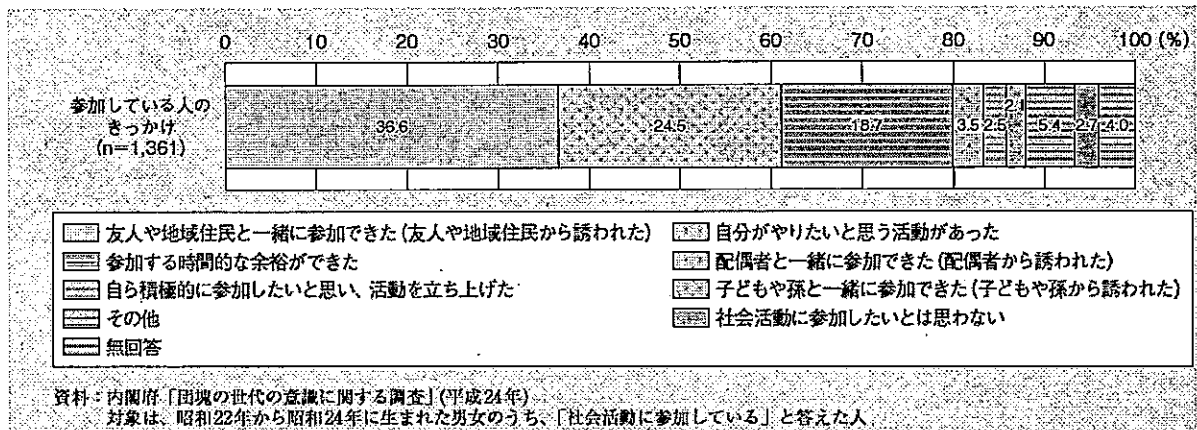 0 10 20 30 40 50 60 70 80 90 100 (%)
参加している人の
きっかけ
(n=1,361)
36.6 24.5 18.7 3.5 2.5 2.1 5.4 2.7 4.0
友人や地域住民と一緒に参加できた(友人や地域住民から誘われた) 自分がやりたいと思う活動があった
参加する時間的な余裕ができた 配偶者と一緒に参加できた(配偶者から誘われた)
自ら積極的に参加したいと思い、活動を立ち上げた 子どもや孫と一緒に参加できた(子どもや孫から誘われた)
その他 社会活動に参加したいとは思わない
無回答
資料:内閣府「団塊の世代の意識に関する調査」(平成24年)
対象は、昭和22年から昭和24年に生まれた男女のうち、「社会活動に参加している」と答えた人